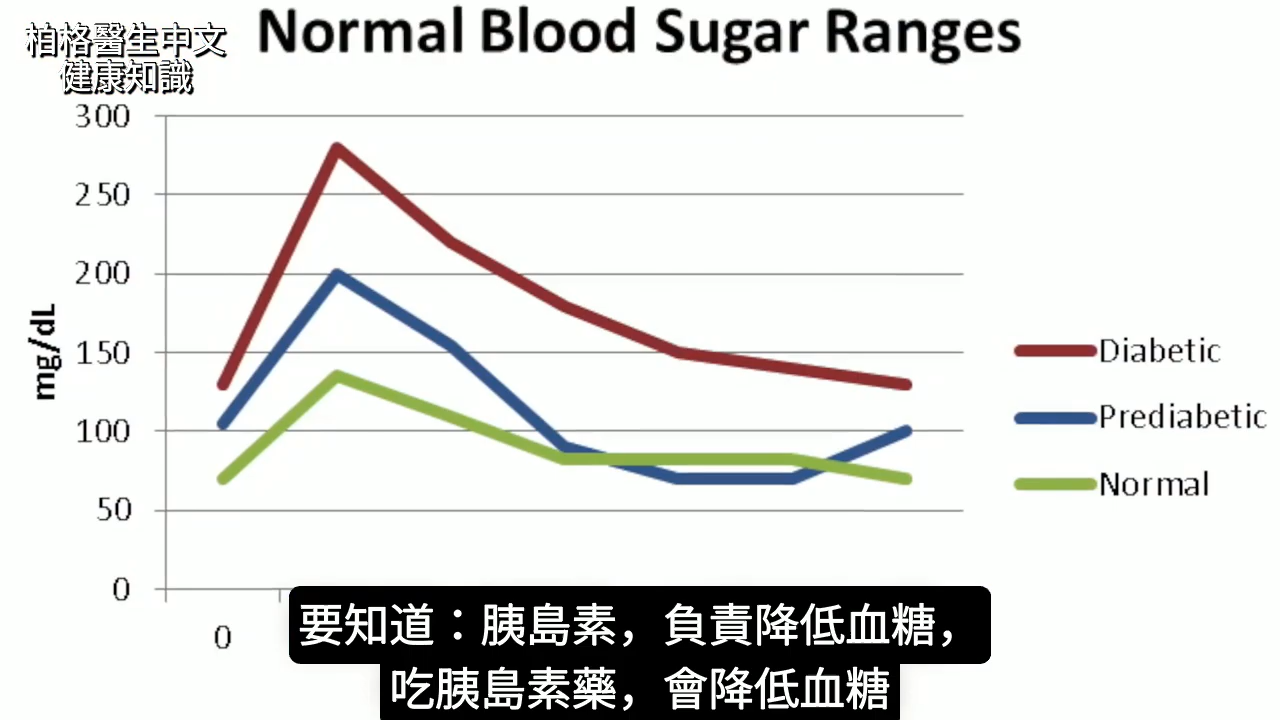 柏格醫生中文
健康知識
Normal Blood Sugar Ranges
300
250
200
150
100
50
0
mg/dL
0
Diabetic
Prediabetic
Normal
要知道：胰島素，負責降低血糖，
吃胰島素藥，會降低血糖